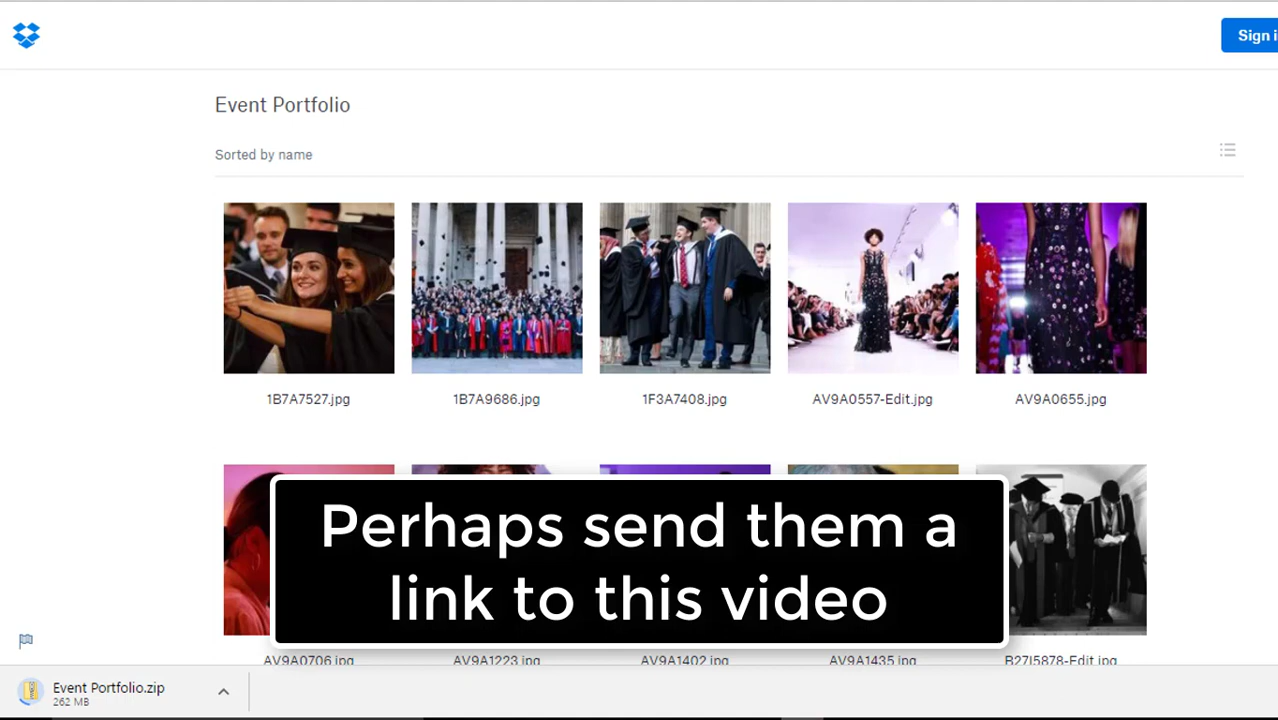 Sign i
Event Portfolio
Sorted by name
1B7A7527.jpg
1B7A9686.jpg
1F3A7408.jpg
AV9A0557-Edit.jpg
AV9A0655.jpg
Perhaps send them a
link to this video
AV9A0706.jpg
AV9A1223.jpg
AV9A1402.jpg
AV9A1435.jpg
B27I5878-Edit.jpg
Event Portfolio.zip
262 MB